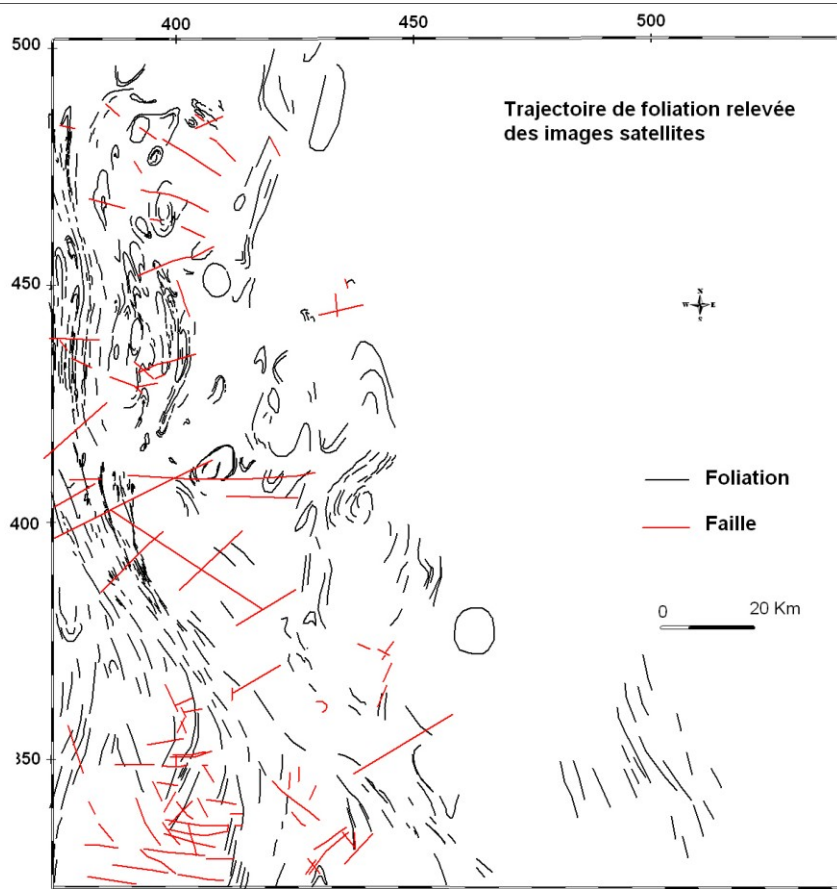 400 450 500
500
Trajectoire de foliation relevée
des images satellites
450
N
W E
S
Foliation
400
Faille
0 20 Km
350